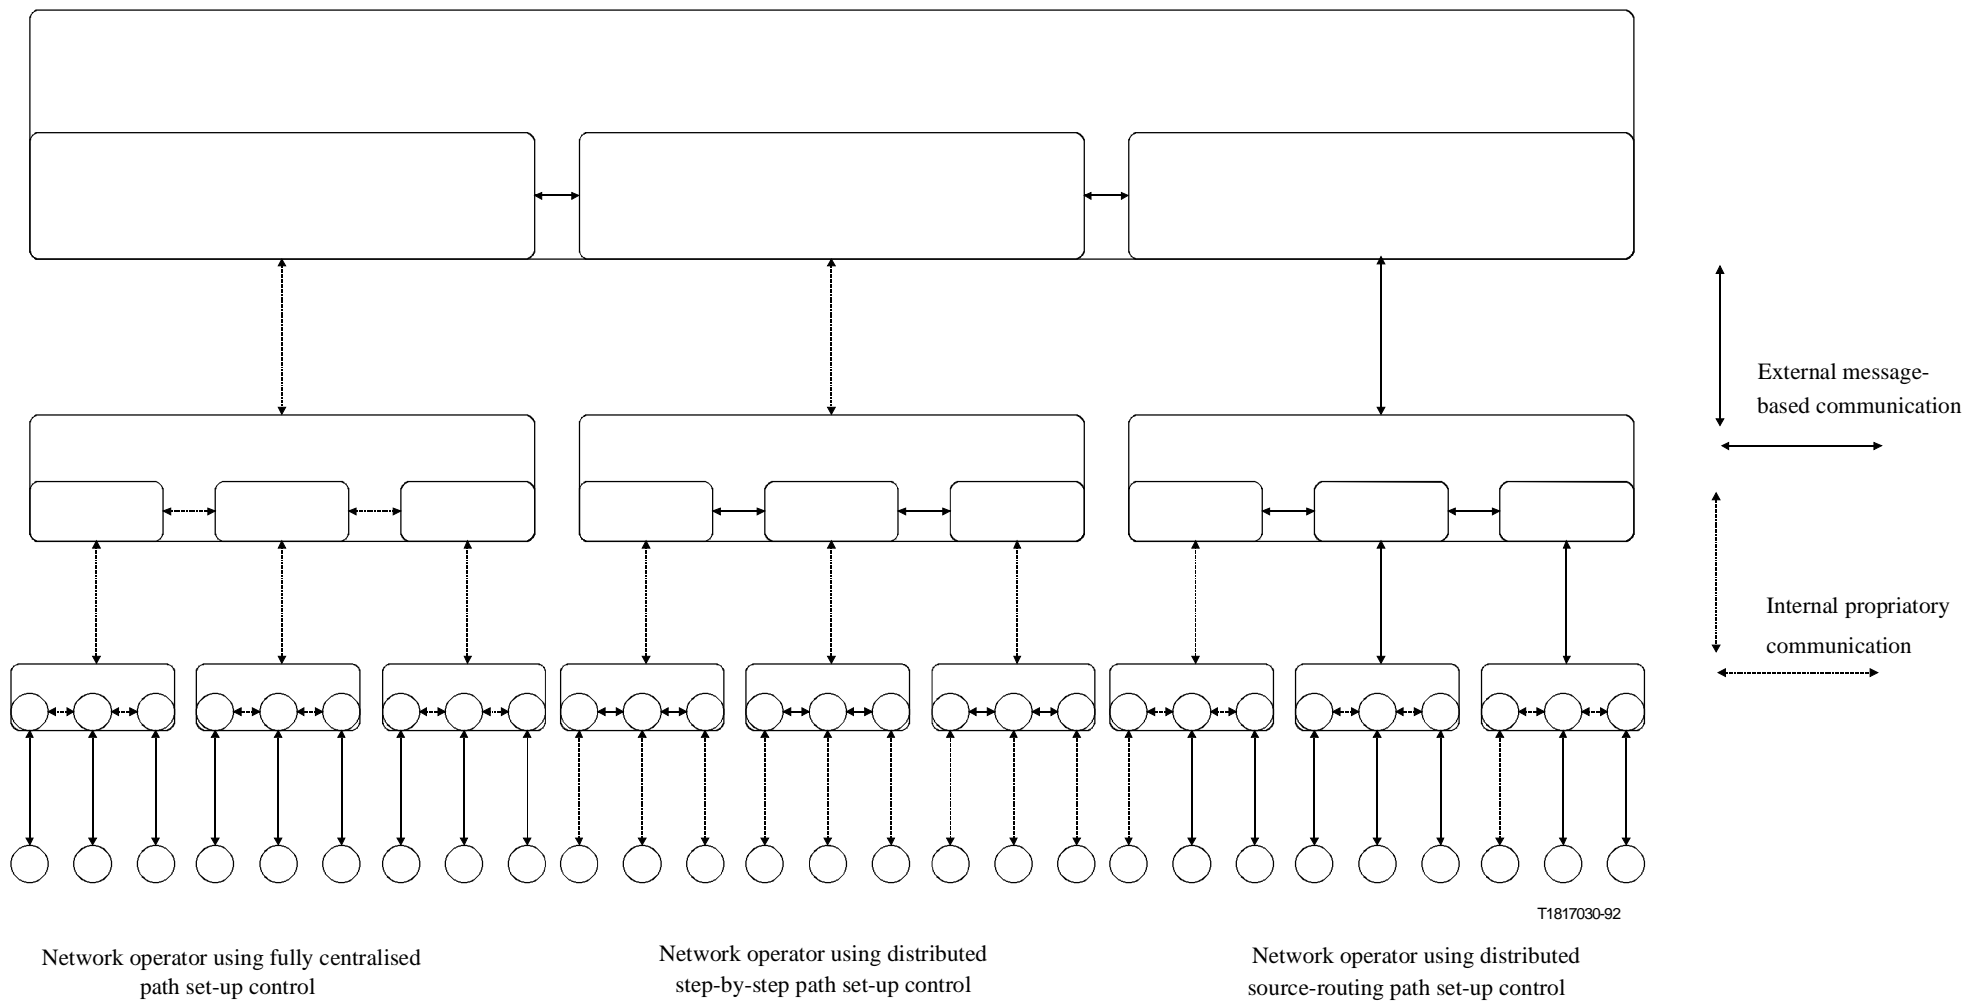 External message-
based communication
Internal propriatory
communication
T1817030-92
Network operator using fully centralised
path set-up control
Network operator using distributed
step-by-step path set-up control
Network operator using distributed
source-routing path set-up control